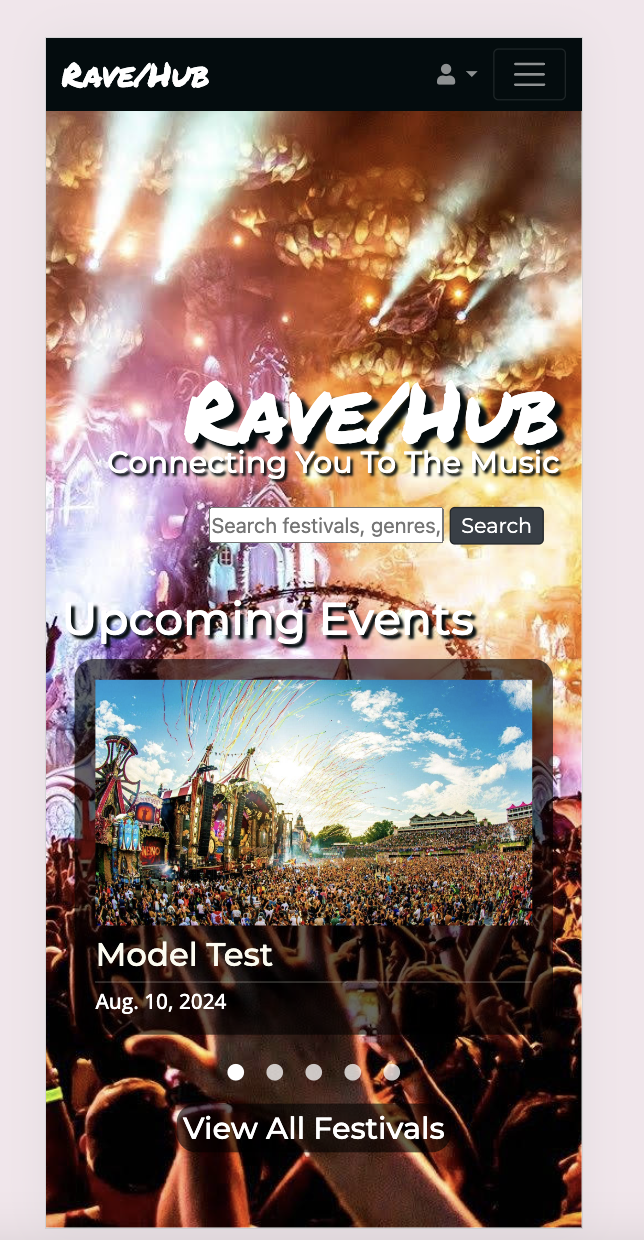 Rave/Hub
Rave/Hub
Connecting You To The Music
Search festivals, genres,
Search
Upcoming Events
Model Test
Aug. 10, 2024
View All Festivals